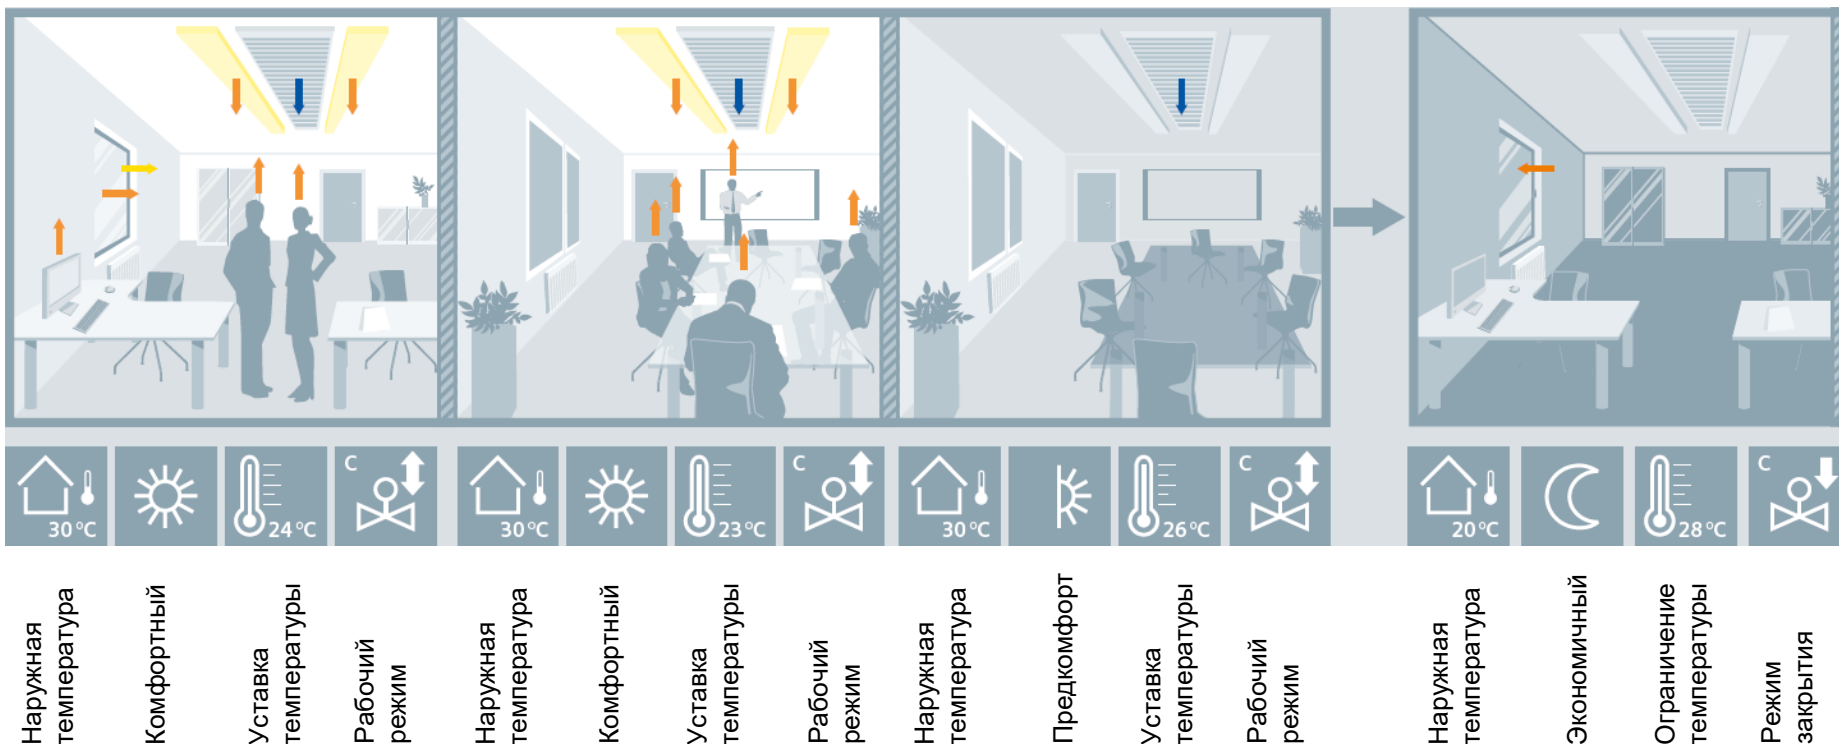 30 °C
24 °C
C
30 °C
23 °C
C
30 °C
26 °C
C
20 °C
28 °C
C
Наружная
температура
Комфортный
Уставка
температуры
Рабочий
режим
Наружная
температура
Комфортный
Уставка
температуры
Рабочий
режим
Наружная
температура
Предкомфорт
Уставка
температуры
Рабочий
режим
Наружная
температура
Экономичный
Ограничение
температуры
Режим
закрытия